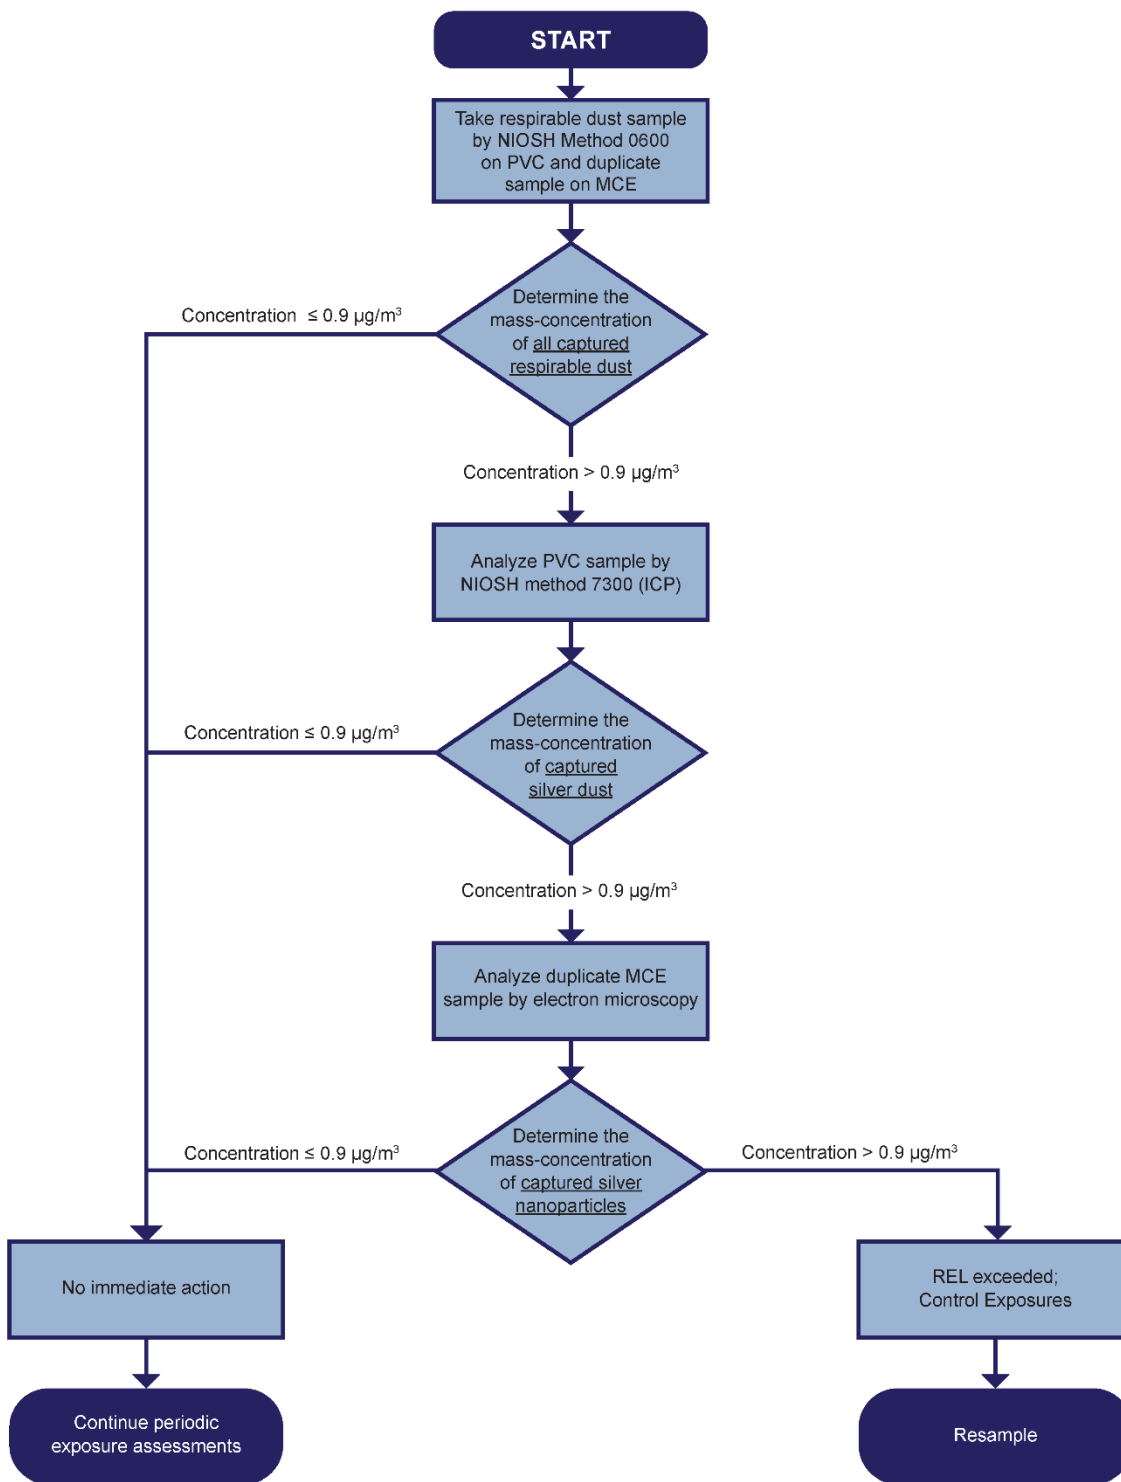 START
Take respirable dust sample
by NIOSH Method 0600
on PVC and duplicate
sample on MCE
Concentration ≤ 0.9 µg/m³
Determine the
mass-concentration
of all captured
respirable dust
Concentration > 0.9 µg/m³
Analyze PVC sample by
NIOSH method 7300 (ICP)
Concentration ≤ 0.9 µg/m³
Determine the
mass-concentration
of captured
silver dust
Concentration > 0.9 µg/m³
Analyze duplicate MCE
sample by electron microscopy
Concentration ≤ 0.9 µg/m³
Determine the
mass-concentration
of captured silver
nanoparticles
Concentration > 0.9 µg/m³
No immediate action
REL exceeded;
Control Exposures
Continue periodic
exposure assessments
Resample